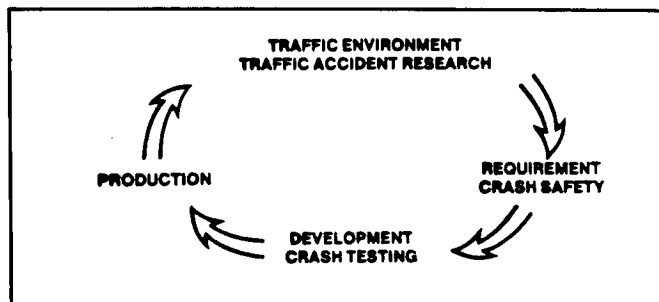 TRAFFIC ENVIRONMENT
TRAFFIC ACCIDENT RESEARCH
REQUIREMENT
CRASH SAFETY
DEVELOPMENT
CRASH TESTING
PRODUCTION